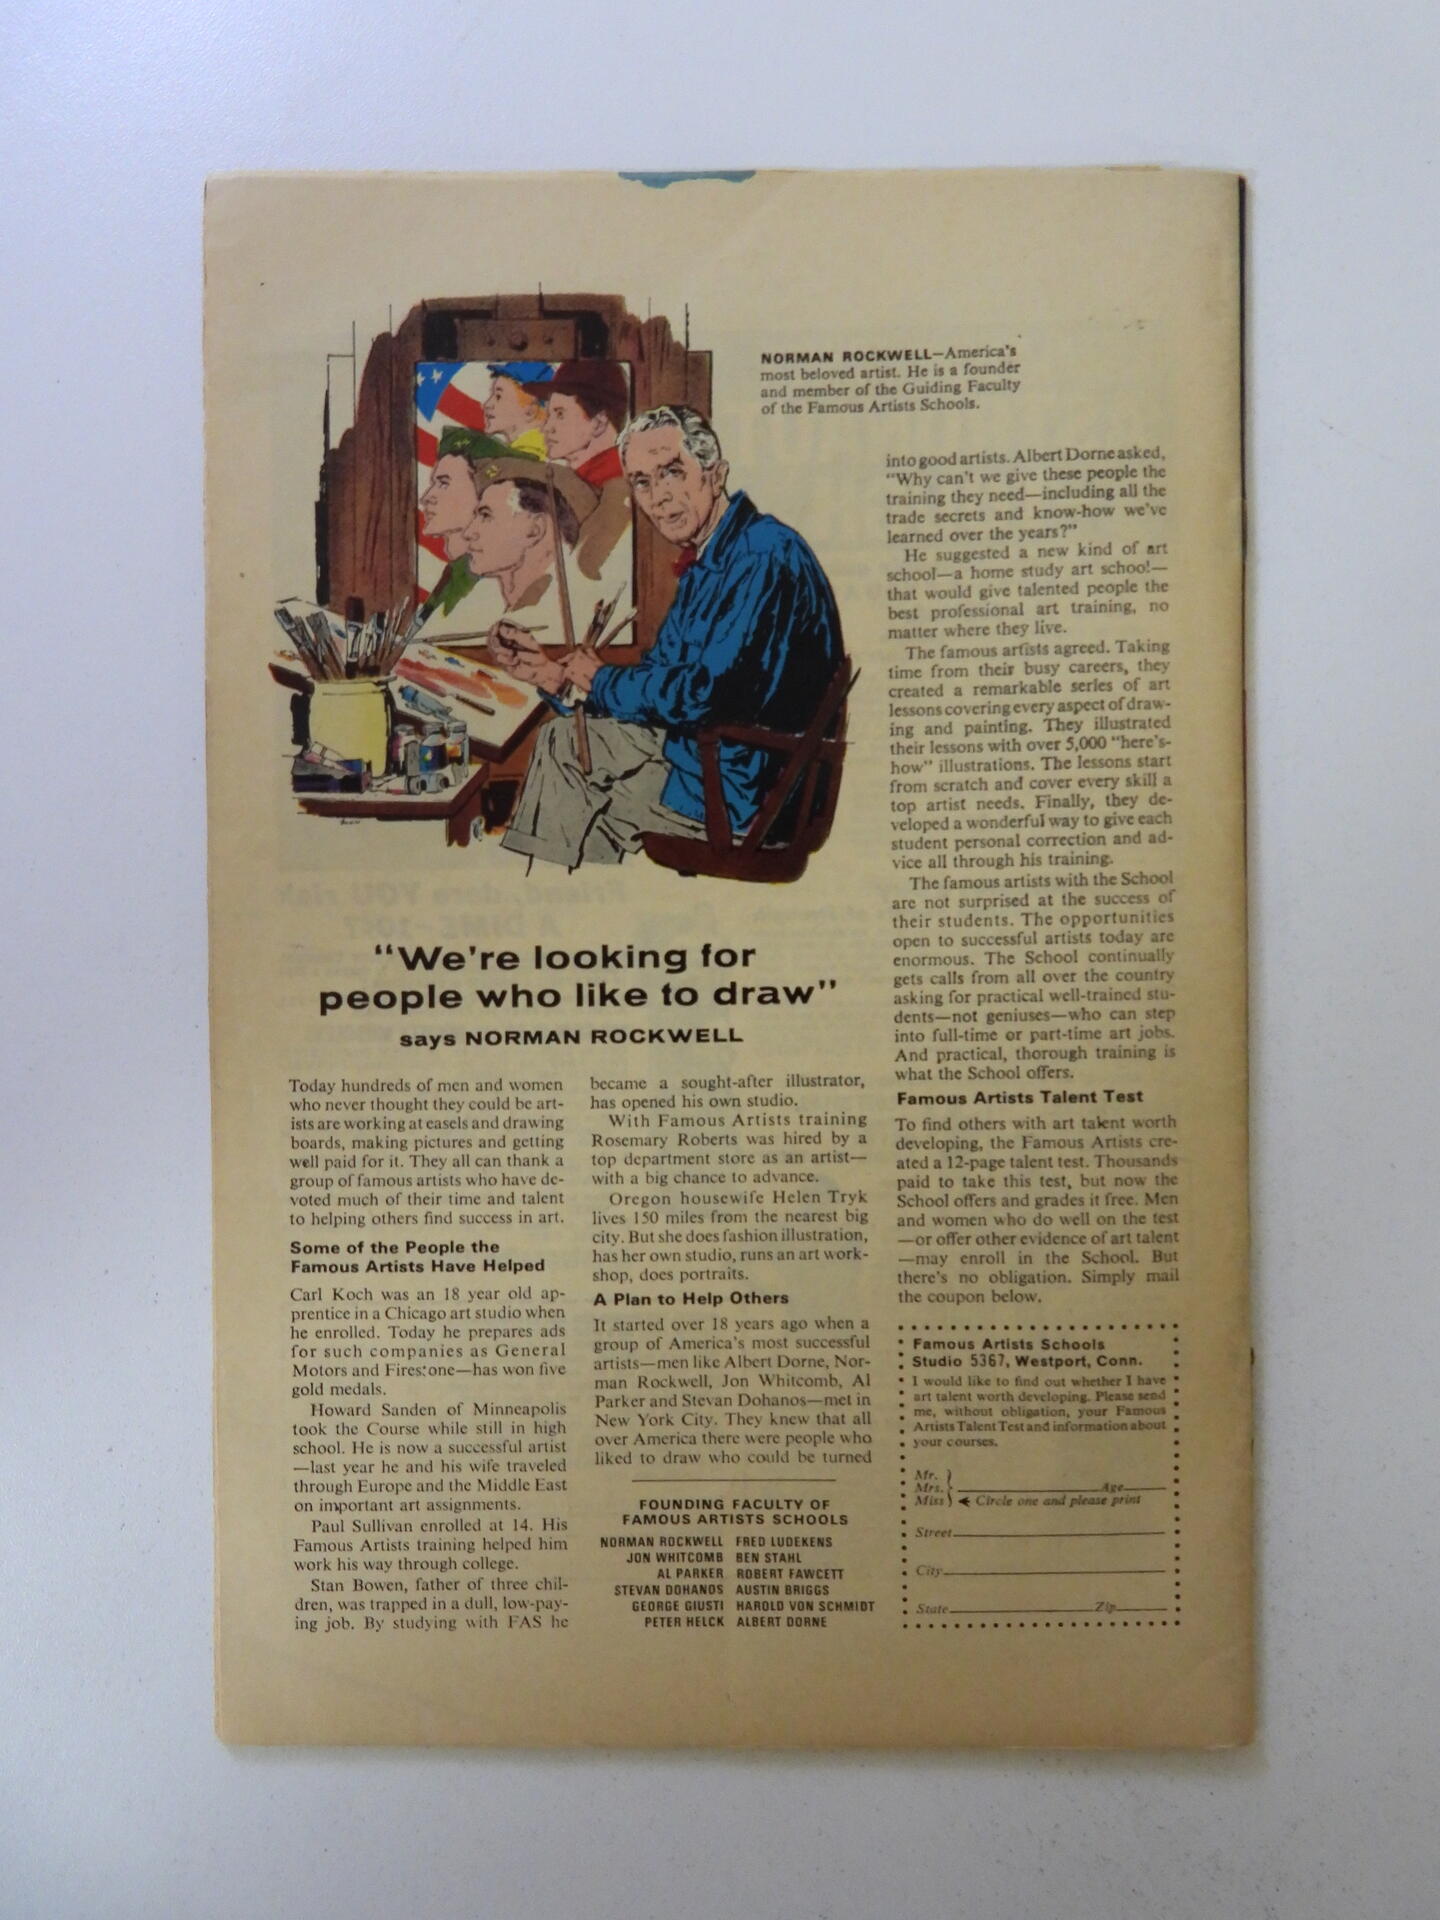 NORMAN ROCKWELL—America's
most beloved artist. He is a founder
and member of the Guiding Faculty
of the Famous Artists Schools.
"We're looking for
people who like to draw"
says NORMAN ROCKWELL
Today hundreds of men and women
who never thought they could be art-
ists are working at easels and drawing
boards, making pictures and getting
well paid for it. They all can thank a
group of famous artists who have de-
voted much of their time and talent
to helping others find success in art.
Some of the People the
Famous Artists Have Helped
Carl Koch was an 18 year old ap-
prentice in a Chicago art studio when
he enrolled. Today he prepares ads
for such companies as General
Motors and Firestone—has won five
gold medals.
Howard Sanden of Minneapolis
took the Course while still in high
school. He is now a successful artist
—last year he and his wife traveled
through Europe and the Middle East
on important art assignments.
Paul Sullivan enrolled at 14. His
Famous Artists training helped him
work his way through college.
Stan Bowen, father of three chil-
dren, was trapped in a dull, low-pay-
ing job. By studying with FAS he
became a sought-after illustrator,
has opened his own studio.
With Famous Artists training
Rosemary Roberts was hired by a
top department store as an artist—
with a big chance to advance.
Oregon housewife Helen Tryk
lives 150 miles from the nearest big
city. But she does fashion illustration,
has her own studio, runs an art work-
shop, does portraits.
A Plan to Help Others
It started over 18 years ago when a
group of America's most successful
artists—men like Albert Dorne, Nor-
man Rockwell, Jon Whitcomb, Al
Parker and Stevan Dohanos—met in
New York City. They knew that all
over America there were people who
liked to draw who could be turned
FOUNDING FACULTY OF
FAMOUS ARTISTS SCHOOLS
NORMAN ROCKWELL FRED LUDEKENS
JON WHITCOMB BEN STAHL
AL PARKER ROBERT FAWCETT
STEVAN DOHANOS AUSTIN BRIGGS
GEORGE GIUSTI HAROLD VON SCHMIDT
PETER HELCK ALBERT DORNE
into good artists. Albert Dorne asked,
"Why can't we give these people the
training they need—including all the
trade secrets and know-how we've
learned over the years?"
He suggested a new kind of art
school—a home study art school—
that would give talented people the
best professional art training, no
matter where they live.
The famous artists agreed. Taking
time from their busy careers, they
created a remarkable series of art
lessons covering every aspect of draw-
ing and painting. They illustrated
their lessons with over 5,000 "here's-
how" illustrations. The lessons start
from scratch and cover every skill a
top artist needs. Finally, they de-
veloped a wonderful way to give each
student personal correction and ad-
vice all through his training.
The famous artists with the School
are not surprised at the success of
their students. The opportunities
open to successful artists today are
enormous. The School continually
gets calls from all over the country
asking for practical well-trained stu-
dents—not geniuses—who can step
into full-time or part-time art jobs.
And practical, thorough training is
what the School offers.
Famous Artists Talent Test
To find others with art talent worth
developing, the Famous Artists cre-
ated a 12-page talent test. Thousands
paid to take this test, but now the
School offers and grades it free. Men
and women who do well on the test
—or offer other evidence of art talent
—may enroll in the School. But
there's no obligation. Simply mail
the coupon below.
Famous Artists Schools
Studio 5367, Westport, Conn.
I would like to find out whether I have
art talent worth developing. Please send
me, without obligation, your Famous
Artists Talent Test and information about
your courses.
Mr.
Mrs. Age
Miss Circle one and please print
Street
City
State Zip